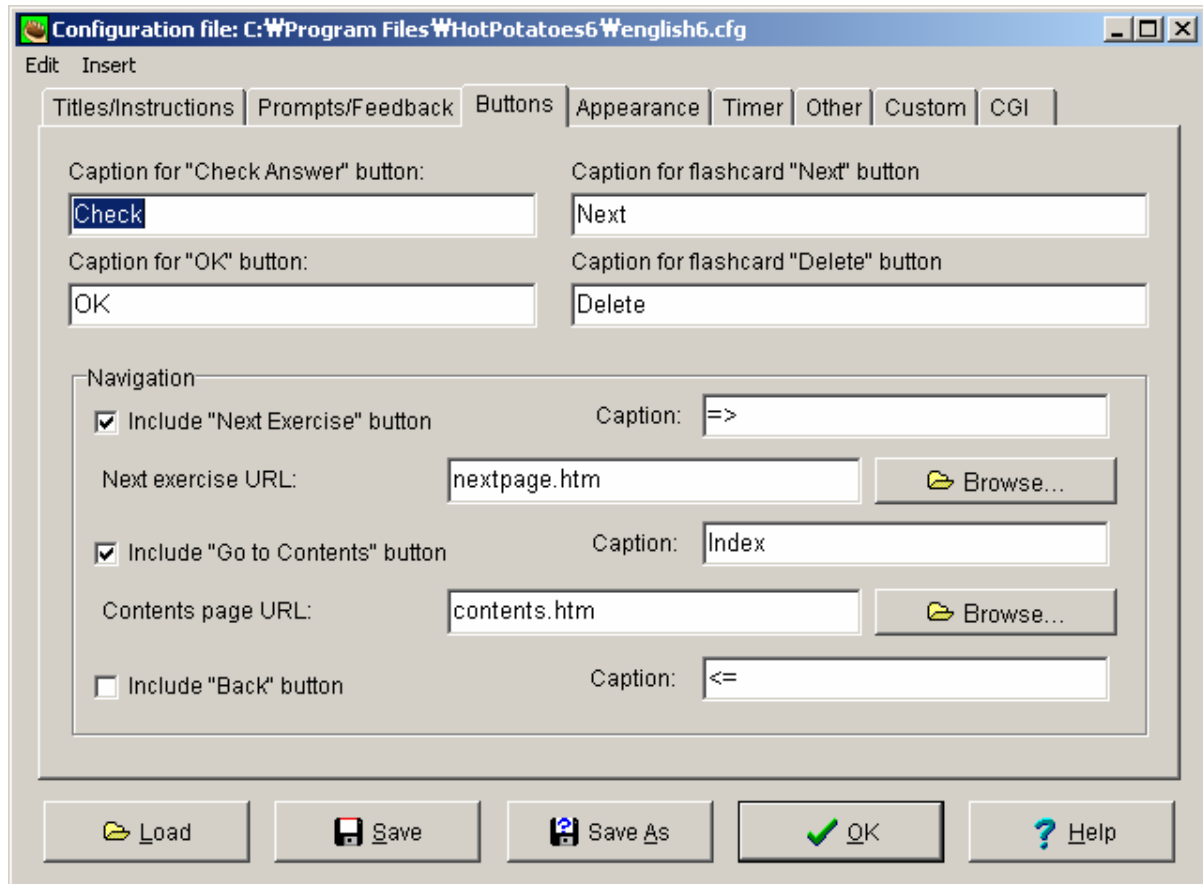 Configuration file: C:₩Program Files₩HotPotatoes6₩english6.cfg
Edit Insert
Titles/Instructions Prompts/Feedback Buttons Appearance Timer Other Custom CGI
Caption for "Check Answer" button: Caption for flashcard "Next" button
Check Next
Caption for "OK" button: Caption for flashcard "Delete" button
OK Delete
Navigation
Include "Next Exercise" button Caption: =>
Next exercise URL: nextpage.htm Browse...
Include "Go to Contents" button Caption: Index
Contents page URL: contents.htm Browse...
Include "Back" button Caption: <=
Load Save Save As OK Help